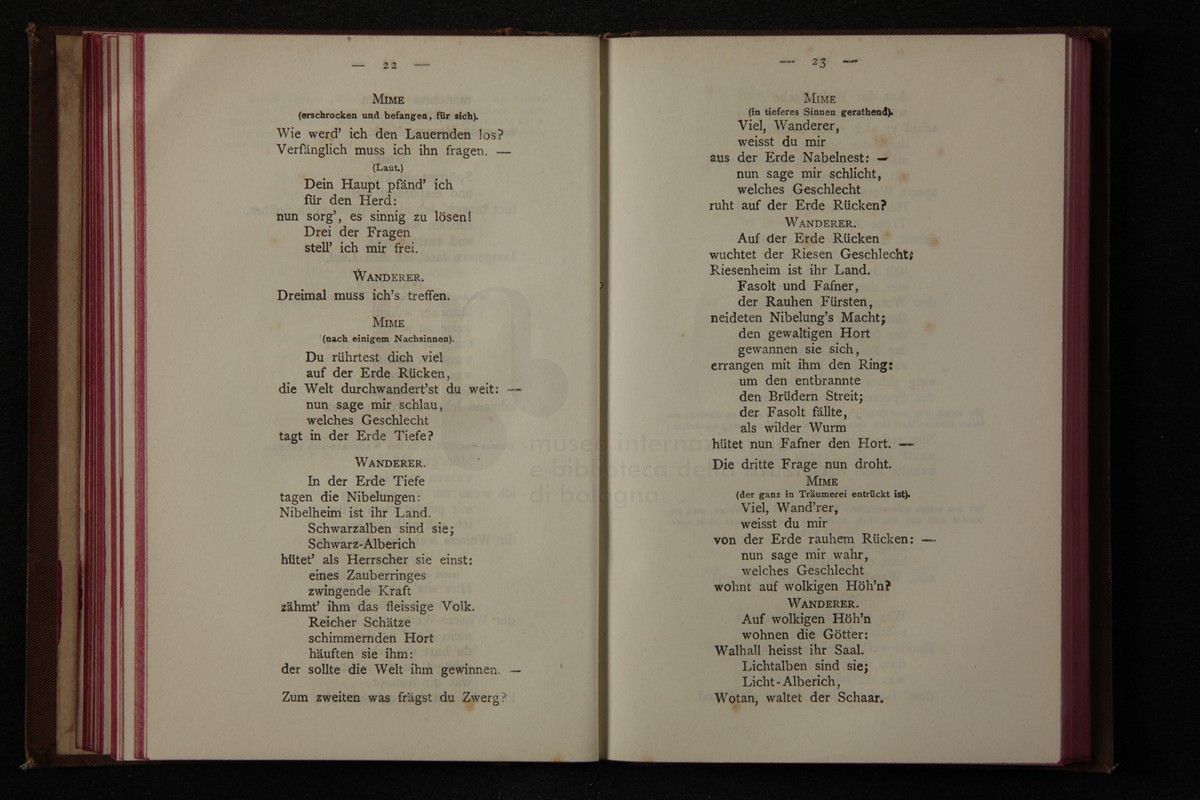 — 22 —
MIME
(erschrocken und befangen, für sich).
Wie werd' ich den Lauernden los?
Verfänglich muss ich ihn fragen. —
(Laut.)
Dein Haupt pfänd' ich
für den Herd:
nun sorg', es sinnig zu lösen!
Drei der Fragen
stell' ich mir frei.
WANDERER.
Dreimal muss ich's treffen.
MIME
(nach einigem Nachsinnen).
Du rührtest dich viel
auf der Erde Rücken,
die Welt durchwandert'st du weit: —
nun sage mir schlau,
welches Geschlecht
tagt in der Erde Tiefe?
WANDERER.
In der Erde Tiefe
tagen die Nibelungen:
Nibelheim ist ihr Land.
Schwarzalben sind sie;
Schwarz-Alberich
hütet' als Herrscher sie einst:
eines Zauberringes
zwingende Kraft
zähmt' ihm das fleissige Volk.
Reicher Schätze
schimmernden Hort
häuften sie ihm:
der sollte die Welt ihm gewinnen. —
Zum zweiten was frägst du Zwerg?
— 23 —
MIME
(in tieferes Sinnen gerathend).
Viel, Wanderer,
weisst du mir
aus der Erde Nabelnest: —
nun sage mir schlicht,
welches Geschlecht
ruht auf der Erde Rücken?
WANDERER.
Auf der Erde Rücken
wuchtet der Riesen Geschlecht:
Riesenheim ist ihr Land.
Fasolt und Fafner,
der Rauhen Fürsten,
neideten Nibelung's Macht;
den gewaltigen Hort
gewannen sie sich,
errangen mit ihm den Ring:
um den entbrannte
den Brüdern Streit;
der Fasolt fällte,
als wilder Wurm
hütet nun Fafner den Hort. —
Die dritte Frage nun droht.
MIME
(der ganz in Träumerei entrückt ist).
Viel, Wand'rer,
weisst du mir
von der Erde rauhem Rücken: —
nun sage mir wahr,
welches Geschlecht
wohnt auf wolkigen Höh'n?
WANDERER.
Auf wolkigen Höh'n
wohnen die Götter:
Walhall heisst ihr Saal.
Lichtalben sind sie;
Licht-Alberich,
Wotan, waltet der Schaar.
museo internaz
e biblioteca della mus
di bologna